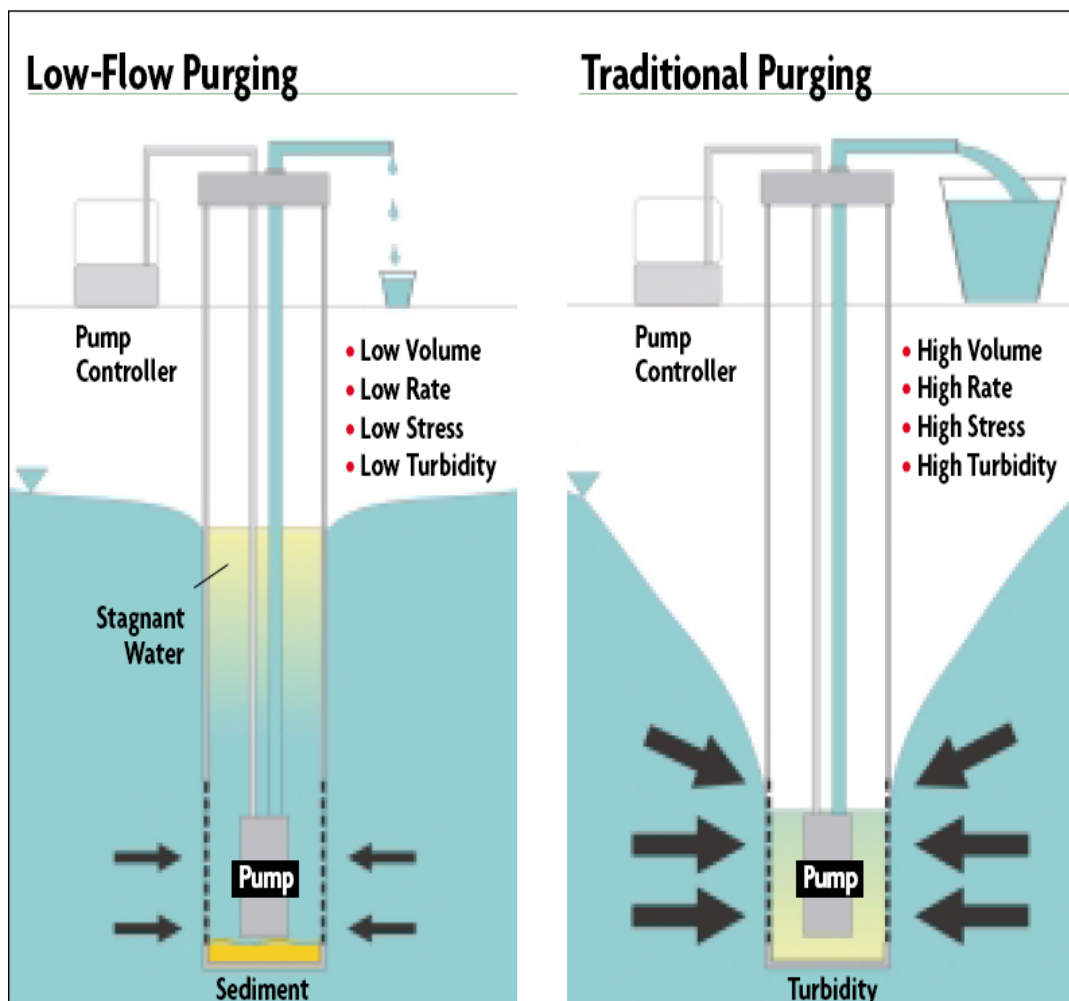 Low-Flow Purging
Pump
Controller
• Low Volume
• Low Rate
• Low Stress
• Low Turbidity
Stagnant
Water
Pump
Sediment
Traditional Purging
Pump
Controller
• High Volume
• High Rate
• High Stress
• High Turbidity
Pump
Turbidity